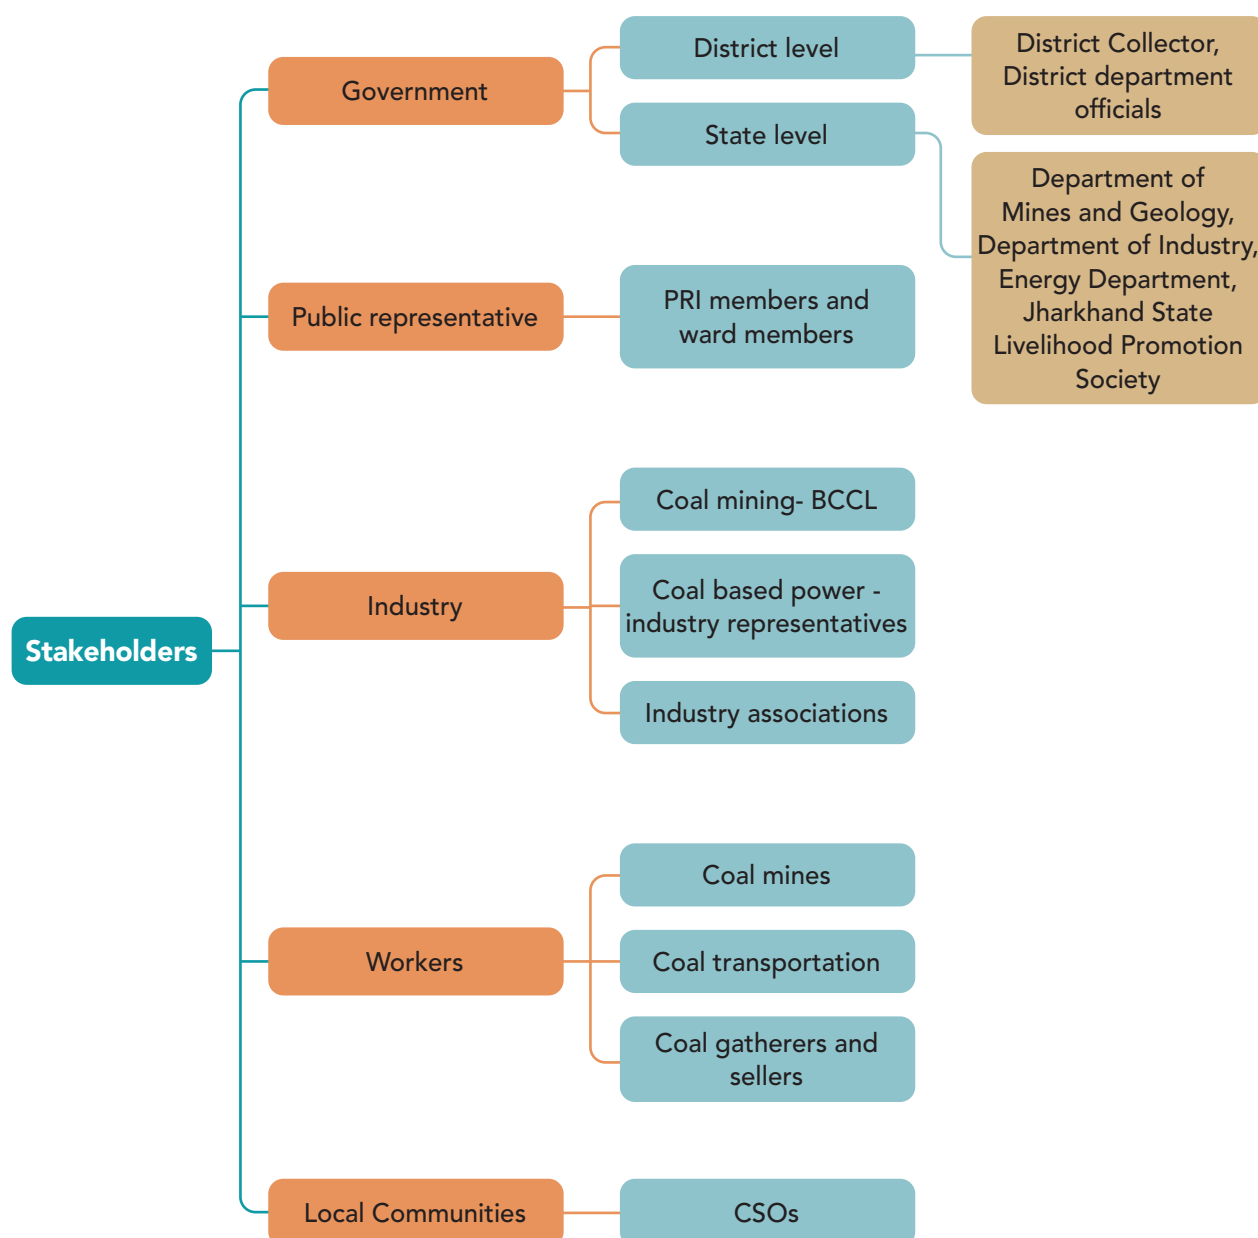 Stakeholders
Government
District level
District Collector,
District department
officials
State level
Department of
Mines and Geology,
Department of Industry,
Energy Department,
Jharkhand State
Livelihood Promotion
Society
Public representative
PRI members and
ward members
Industry
Coal mining- BCCL
Coal based power -
industry representatives
Industry associations
Workers
Coal mines
Coal transportation
Coal gatherers and
sellers
Local Communities
CSOs